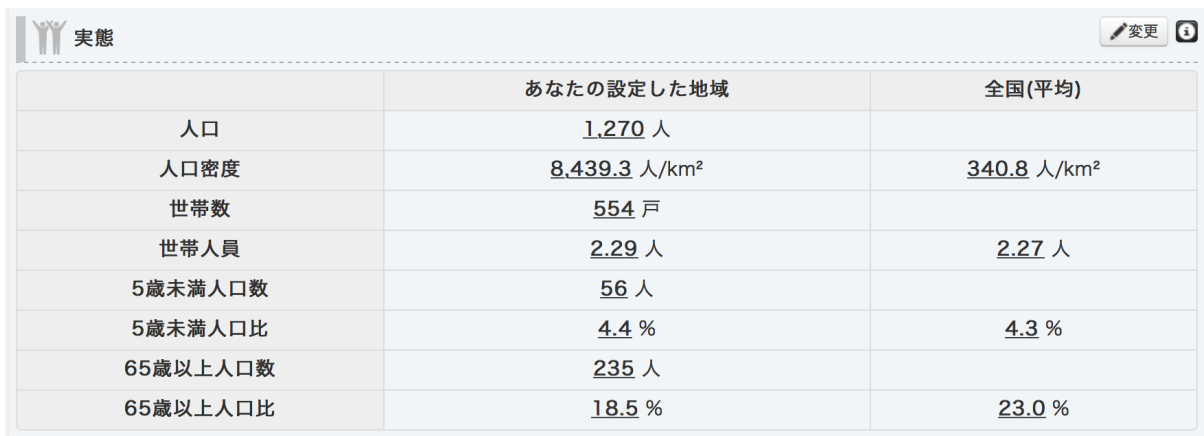 実態 変更
あなたの設定した地域 全国(平均)
人口 1,270 人
人口密度 8,439.3 人/km² 340.8 人/km²
世帯数 554 戸
世帯人員 2.29 人 2.27 人
5歳未満人口数 56 人
5歳未満人口比 4.4 % 4.3 %
65歳以上人口数 235 人
65歳以上人口比 18.5 % 23.0 %